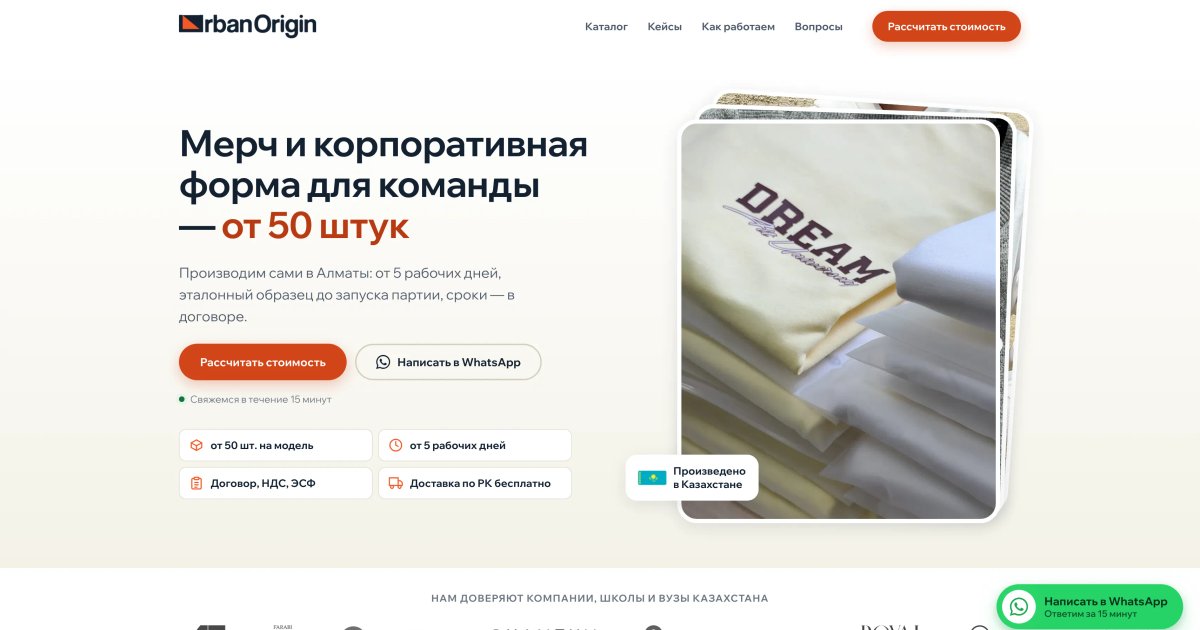 rbanOrigin
Каталог
Кейсы
Как работаем
Вопросы
Рассчитать стоимость
Мерч и корпоративная
форма для команды
— от 50 штук
Производим сами в Алматы: от 5 рабочих дней,
эталонный образец до запуска партии, сроки — в
договоре.
Рассчитать стоимость
Написать в WhatsApp
Свяжемся в течение 15 минут
от 50 шт. на модель
от 5 рабочих дней
Договор, НДС, ЭСФ
Доставка по РК бесплатно
DREAM
Произведено
в Казахстане
НАМ ДОВЕРЯЮТ КОМПАНИИ, ШКОЛЫ И ВУЗЫ КАЗАХСТАНА
FARABI
Написать в WhatsApp
Ответим за 15 минут